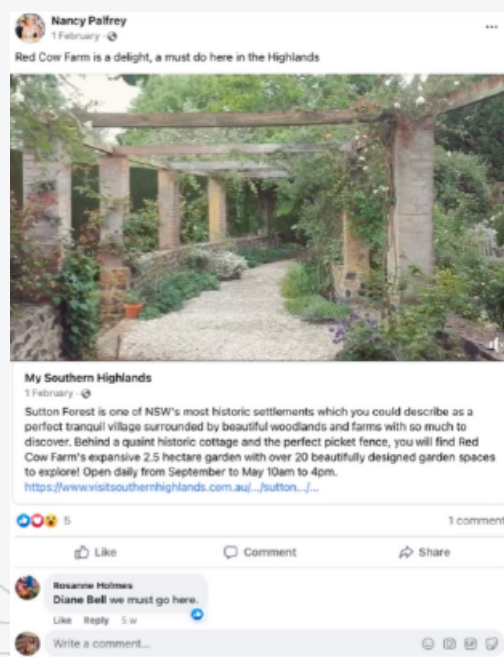 Nancy Palfrey
1 February ·
Red Cow Farm is a delight, a must do here in the Highlands
My Southern Highlands
1 February ·
Sutton Forest is one of NSW's most historic settlements which you could describe as a
perfect tranquil village surrounded by beautiful woodlands and farms with so much to
discover. Behind a quaint historic cottage and the perfect picket fence, you will find Red
Cow Farm's expansive 2.5 hectare garden with over 20 beautifully designed garden spaces
to explore! Open daily from September to May 10am to 4pm.
https://www.visitsouthernhighlands.com.au/.../sutton.../...
5
1 comment
Like Comment Share
Rosanne Holmes
Diane Bell we must go here.
Like Reply 5 w
Write a comment...